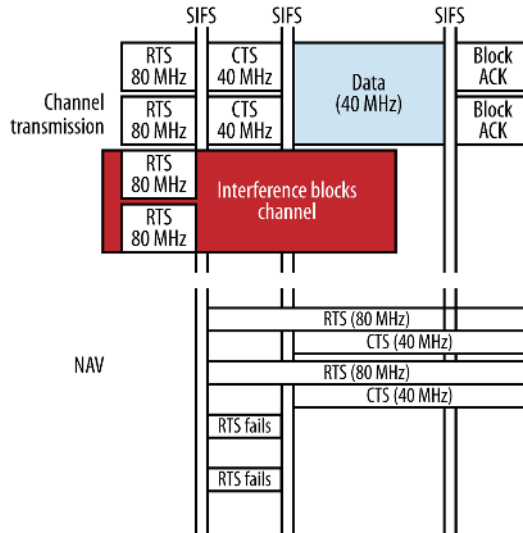 SIFS SIFS SIFS
RTS
80 MHz
CTS
40 MHz
Data
(40 MHz)
Block
ACK
Channel
transmission
RTS
80 MHz
CTS
40 MHz
Block
ACK
RTS
80 MHz
RTS
80 MHz
Interference blocks
channel
NAV
RTS (80 MHz)
CTS (40 MHz)
RTS (80 MHz)
CTS (40 MHz)
RTS fails
RTS fails